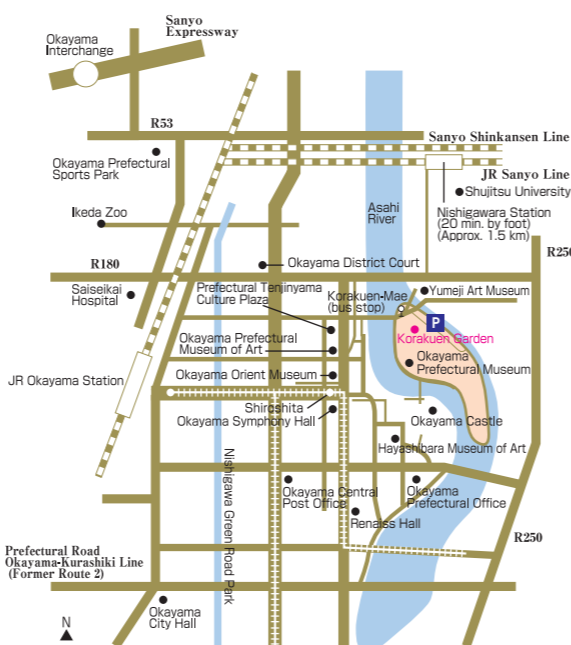 Sanyo
Expressway
Okayama
Interchange
R53
Sanyo Shinkansen Line
Okayama Prefectural
Sports Park
JR Sanyo Line
Shujitsu University
Ikeda Zoo
Asahi
River
Nishigawara Station
(20 min. by foot)
(Approx. 1.5 km)
R250
Okayama District Court
R180
Saiseikai
Hospital
Prefectural Tenjinyama
Culture Plaza
Korakuen-Mae
(bus stop)
Yumeji Art Museum
P
Korakuen Garden
Okayama Prefectural
Museum of Art
Okayama
Prefectural Museum
JR Okayama Station
Okayama Orient Museum
Shiroshita
Okayama Symphony Hall
Okayama Castle
Hayashibara Museum of Art
Nishigawa Green Road Park
Okayama Central
Post Office
Okayama
Prefectural Office
Renaiss Hall
R250
Prefectural Road
Okayama-Kurashiki Line
(Former Route 2)
Okayama
City Hall
N